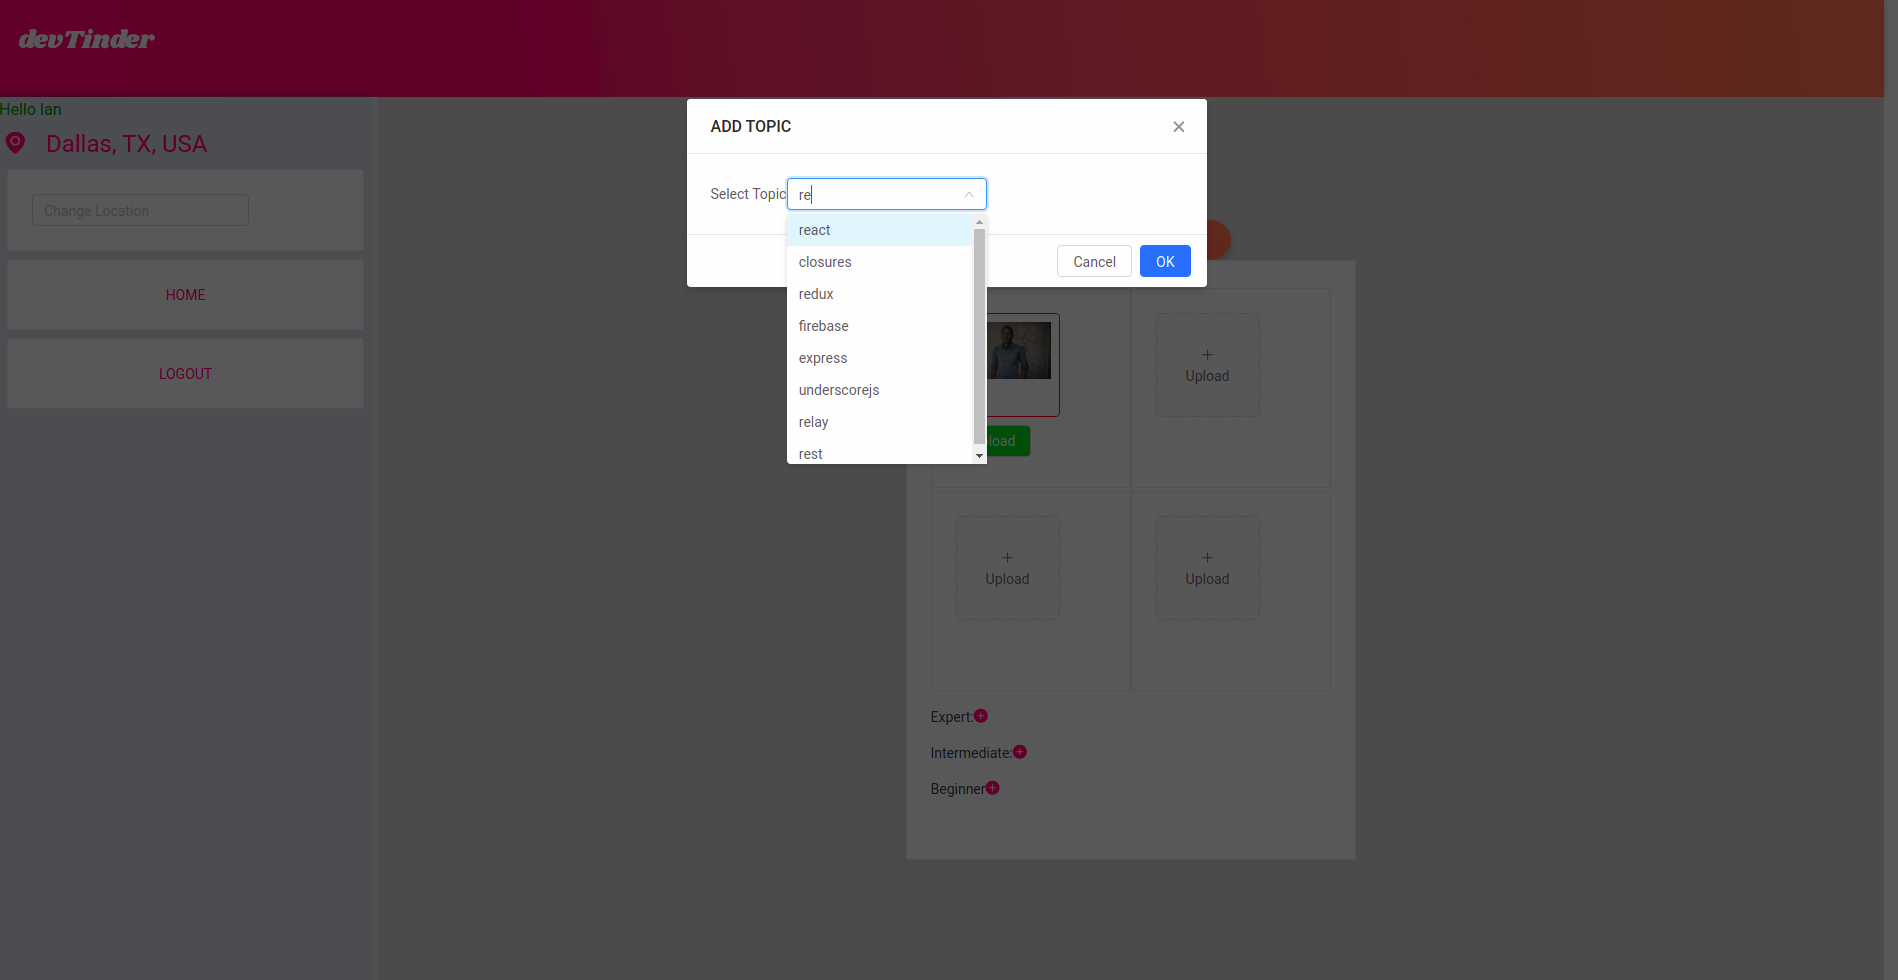 devTinder
Hello Ian
Dallas, TX, USA
Change Location
HOME
LOGOUT
ADD TOPIC
Select Topic
re
react
closures
redux
firebase
express
underscorejs
relay
rest
Cancel
OK
load
Upload
Upload
Upload
Expert:
Intermediate:
Beginner